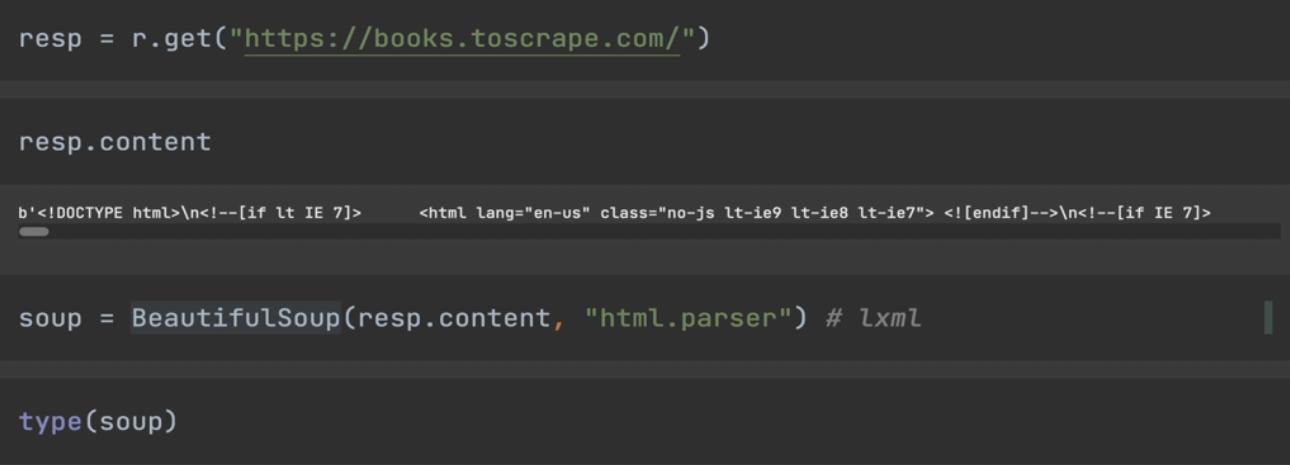 resp = r.get("https://books.toscrape.com/")
resp.content
b'<!DOCTYPE html>\n<!--[if lt IE 7]>      <html lang="en-us" class="no-js lt-ie9 lt-ie8 lt-ie7"> <![endif]-->\n<!--[if IE 7]>
soup = BeautifulSoup(resp.content, "html.parser") # lxml
type(soup)